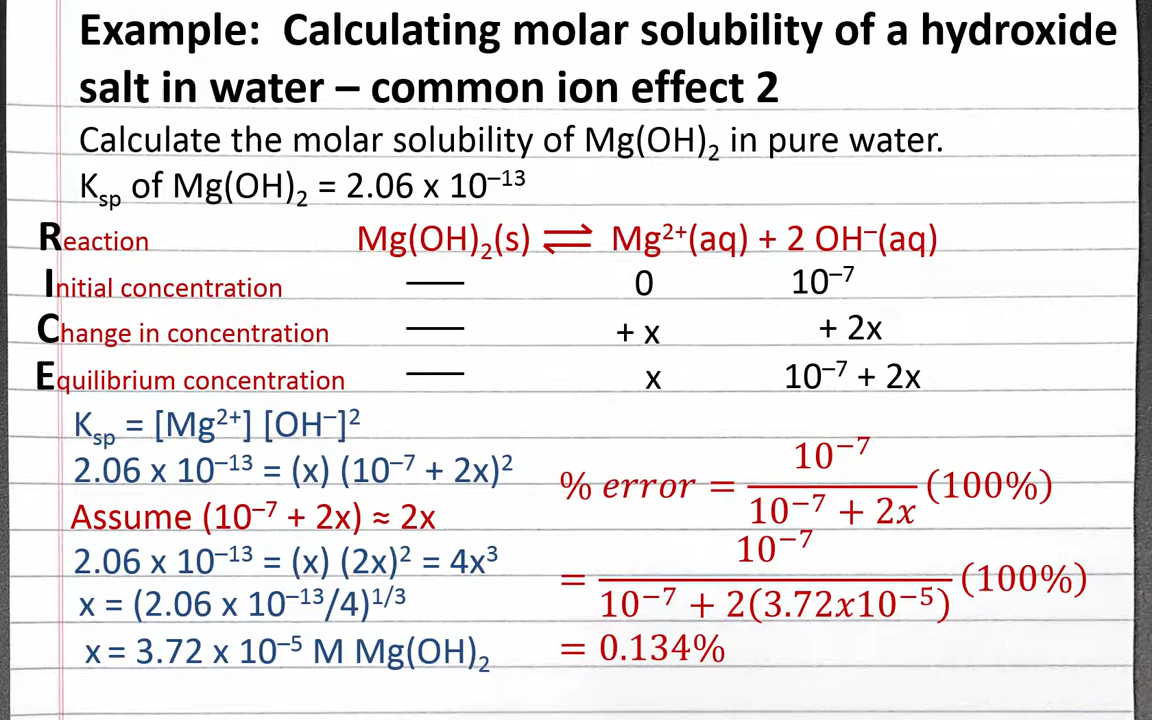 Example:  Calculating molar solubility of a hydroxide
salt in water – common ion effect 2
Calculate the molar solubility of Mg(OH)₂ in pure water.
Kₛₚ of Mg(OH)₂ = 2.06 x 10⁻¹³
Reaction Mg(OH)₂(s) ⇌ Mg²⁺(aq) + 2 OH⁻(aq)
Initial concentration — 0 10⁻⁷
Change in concentration — + x + 2x
Equilibrium concentration — x 10⁻⁷ + 2x
Kₛₚ = [Mg²⁺] [OH⁻]²
2.06 x 10⁻¹³ = (x) (10⁻⁷ + 2x)²
Assume (10⁻⁷ + 2x) ≈ 2x
2.06 x 10⁻¹³ = (x) (2x)² = 4x³
x = (2.06 x 10⁻¹³/4)¹ᐟ³
x = 3.72 x 10⁻⁵ M Mg(OH)₂
% error = 10⁻⁷ / (10⁻⁷ + 2x) (100%)
= 10⁻⁷ / (10⁻⁷ + 2(3.72x10⁻⁵)) (100%)
= 0.134%